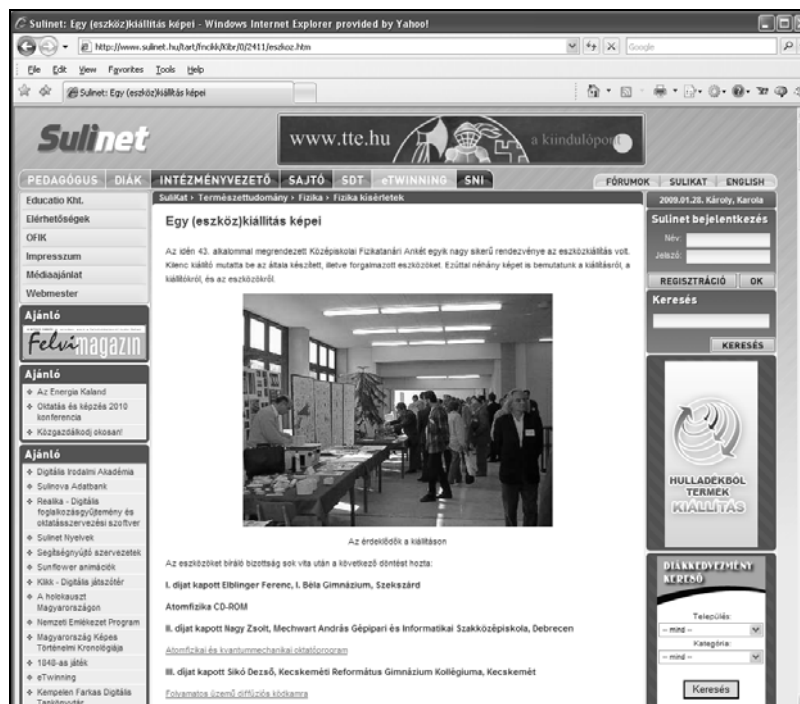 Sulinet: Egy (eszköz)kiállítás képei - Windows Internet Explorer provided by Yahoo!
http://www.sulinet.hu/tart/fncikk/Kibr/0/2411/eszkoz.htm
Google
File Edit View Favorites Tools Help
Sulinet: Egy (eszköz)kiállítás képei
Sulinet
www.tte.hu
a kiindulópont
PEDAGÓGUS DIÁK INTÉZMÉNYVEZETŐ SAJTÓ SDT eTWINNING SNI
FÓRUMOK SULIKAT ENGLISH
Educatio Kht.
Elérhetőségek
OFIK
Impresszum
Médiaajánlat
Webmester
Ajánló
Felvi magazin
Ajánló
Az Energia Kaland
Oktatás és képzés 2010
konferencia
Közgazdálkodj okosan!
Ajánló
Digitális Irodalmi Akadémia
Sulinova Adatbank
Realika - Digitális
foglalkozásgyűjtemény és
oktatásszervezési szoftver
Sulinet Nyelvek
Segítségnyújtó szervezetek
Sunflower animációk
Klikk - Digitális játszótér
A holokauszt
Magyarországon
Nemzeti Emlékezet Program
Magyarország Képes
Történelmi Kronológiája
1848-as játék
eTwinning
Kempelen Farkas Digitális
Tankönyvtár
SuliKat › Természettudomány › Fizika › Fizika kísérletek
Egy (eszköz)kiállítás képei
Az idén 43. alkalommal megrendezett Középiskolai Fizikatanári Ankét egyik nagy sikerű rendezvénye az eszközkiállítás volt.
Kilenc kiállító mutatta be az általa készített, illetve forgalmazott eszközöket. Ezúttal néhány képet is bemutatunk a kiállításról, a
kiállítókról, és az eszközökről.
Az érdeklődők a kiállításon
Az eszközöket bíráló bizottság sok vita után a következő döntést hozta:
I. díjat kapott Elblinger Ferenc, I. Béla Gimnázium, Szekszárd
Atomfizika CD-ROM
II. díjat kapott Nagy Zsolt, Mechwart András Gépipari és Informatikai Szakközépiskola, Debrecen
Atomfizikai és kvantummechanikai oktatóprogram
III. díjat kapott Sikó Dezső, Kecskeméti Református Gimnázium Kollégiuma, Kecskemét
Folyamatos üzemű diffúziós ködkamra
2009.01.28. Károly, Karola
Sulinet bejelentkezés
Név:
Jelszó:
REGISZTRÁCIÓ OK
Keresés
KERESÉS
HULLADÉKBÓL
TERMÉK
KIÁLLÍTÁS
DIÁKKEDVEZMÉNY
KERESŐ
Település:
-- mind --
Kategória:
-- mind --
Keresés